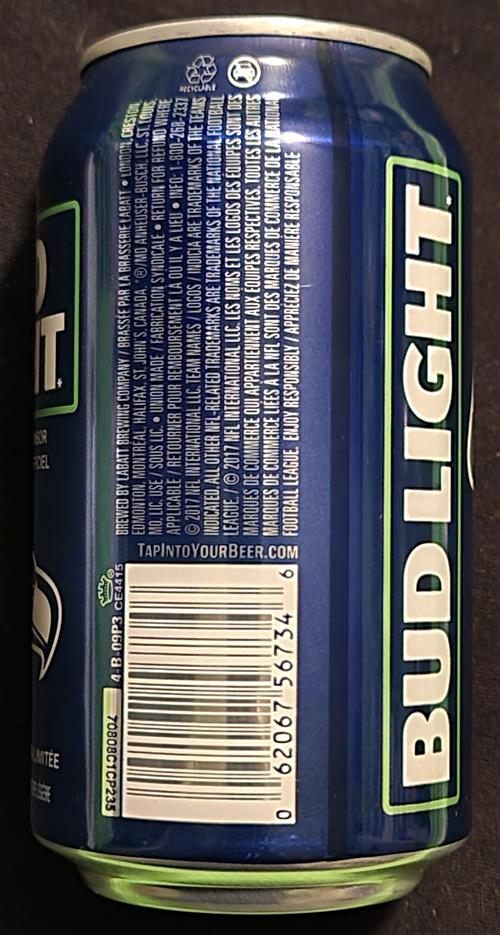 RECYCLABLE
BREWED BY LABATT BREWING COMPANY / BRASSÉE PAR LA BRASSERIE LABATT • LONDON, CRESTON,
EDMONTON, MONTRÉAL, HALIFAX, ST. JOHN'S, CANADA. ®/MD ANHEUSER-BUSCH, LLC, ST. LOUIS,
MO, LIC. USE / SOUS LIC. • UNION MADE / FABRICATION SYNDICALE • RETURN FOR REFUND WHERE
APPLICABLE / RETOURNER POUR REMBOURSEMENT LÀ OÙ IL Y A LIEU • INFO: 1-800-268-2337
© 2017 NFL INTERNATIONAL LLC. TEAM NAMES / LOGOS / INDICIA ARE TRADEMARKS OF THE TEAMS
INDICATED. ALL OTHER NFL-RELATED TRADEMARKS ARE TRADEMARKS OF THE NATIONAL FOOTBALL
LEAGUE / © 2017 NFL INTERNATIONAL LLC. LES NOMS ET LES LOGOS DES ÉQUIPES SONT DES
MARQUES DE COMMERCE QUI APPARTIENNENT AUX ÉQUIPES RESPECTIVES. TOUTES LES AUTRES
MARQUES DE COMMERCE LIÉES À LA NFL SONT DES MARQUES DE COMMERCE DE LA NATIONAL
FOOTBALL LEAGUE. ENJOY RESPONSIBLY / APPRÉCIEZ DE MANIÈRE RESPONSABLE
TAPINTOYOURBEER.COM
4-B-09P3 CE4415
70808C1CP235
0 62067 56734 6
BUD LIGHT